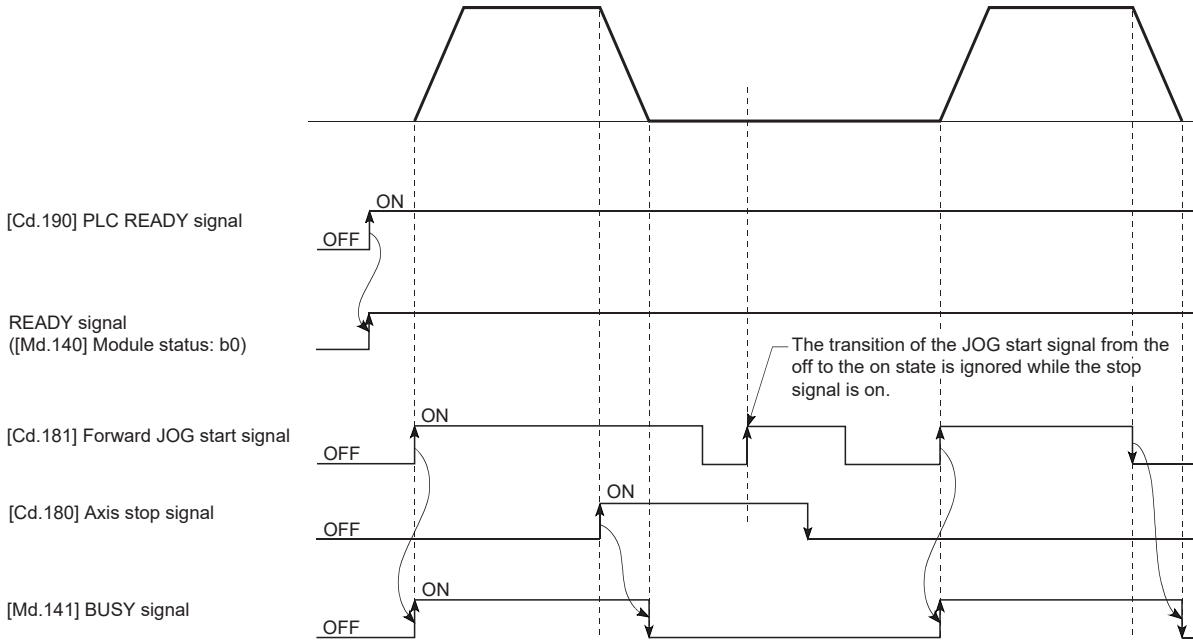 ON
[Cd.190] PLC READY signal
OFF
READY signal
([Md.140] Module status: b0)
The transition of the JOG start signal from the
off to the on state is ignored while the stop
signal is on.
ON
[Cd.181] Forward JOG start signal
OFF
ON
[Cd.180] Axis stop signal
OFF
ON
[Md.141] BUSY signal
OFF